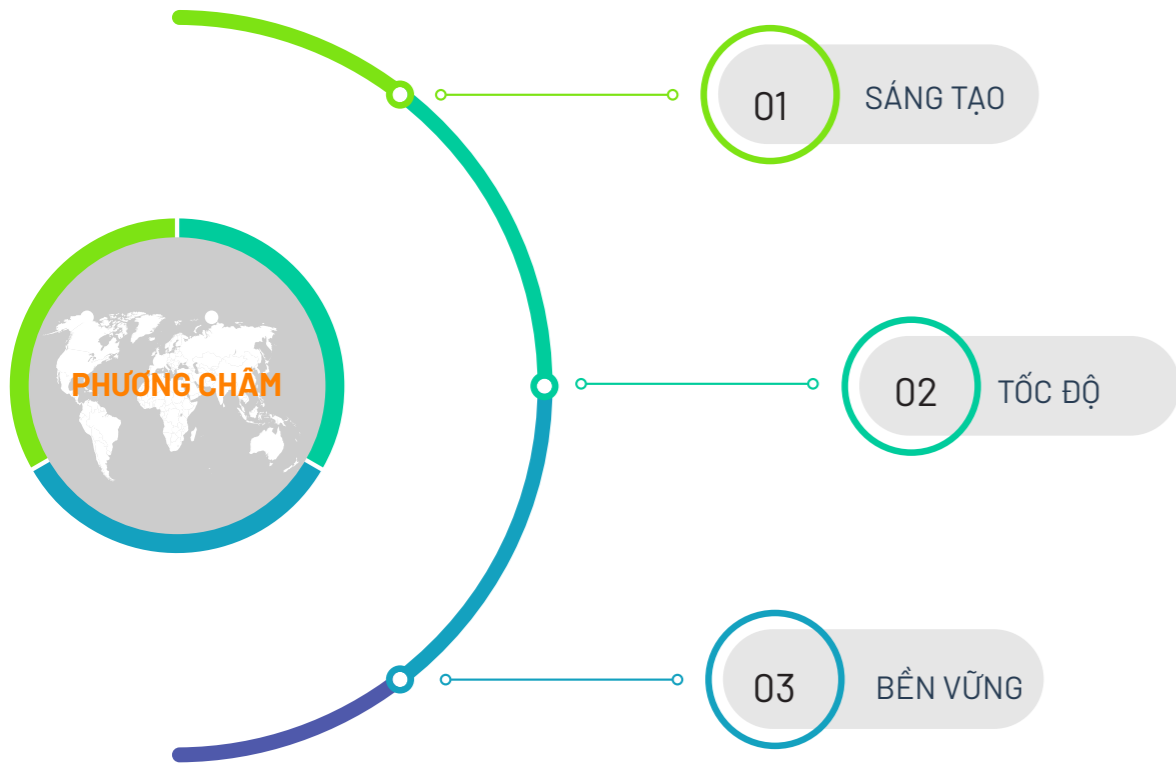 PHƯƠNG CHÂM
01
SÁNG TẠO
02
TỐC ĐỘ
03
BỀN VỮNG